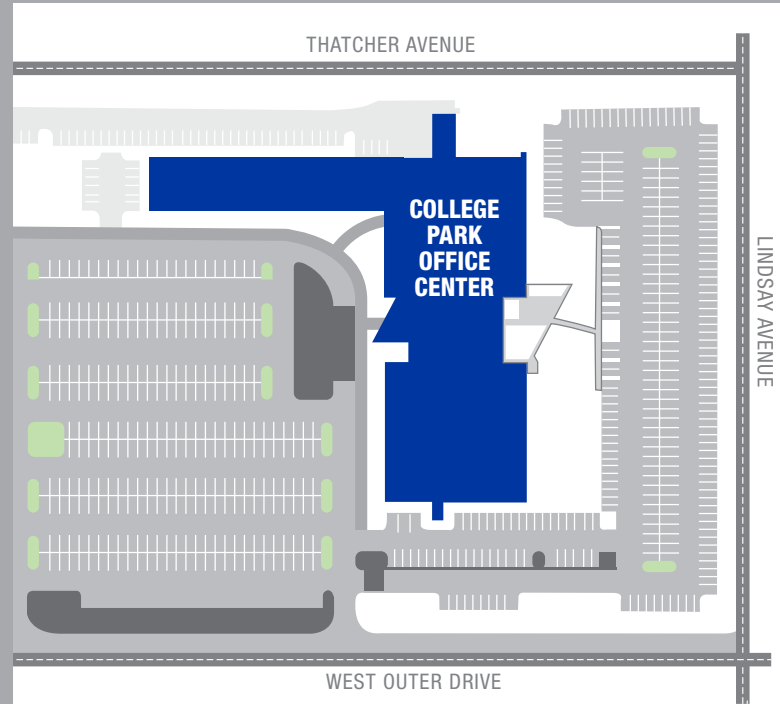 THATCHER AVENUE
COLLEGE
PARK
OFFICE
CENTER
LINDSAY AVENUE
WEST OUTER DRIVE